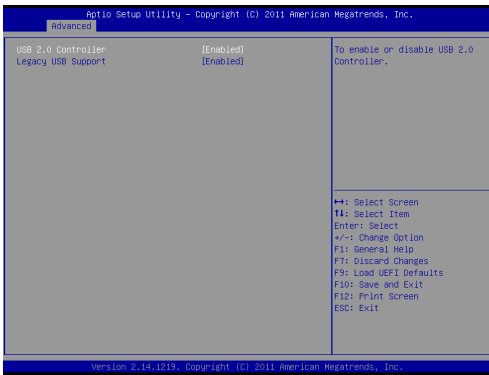 Aptio Setup Utility – Copyright (C) 2011 American Megatrends, Inc.
Advanced
USB 2.0 Controller [Enabled]
Legacy USB Support [Enabled]
To enable or disable USB 2.0
Controller.
↔: Select Screen
↑↓: Select Item
Enter: Select
+/-: Change Option
F1: General Help
F7: Discard Changes
F9: Load UEFI Defaults
F10: Save and Exit
F12: Print Screen
ESC: Exit
Version 2.14.1219. Copyright (C) 2011 American Megatrends, Inc.